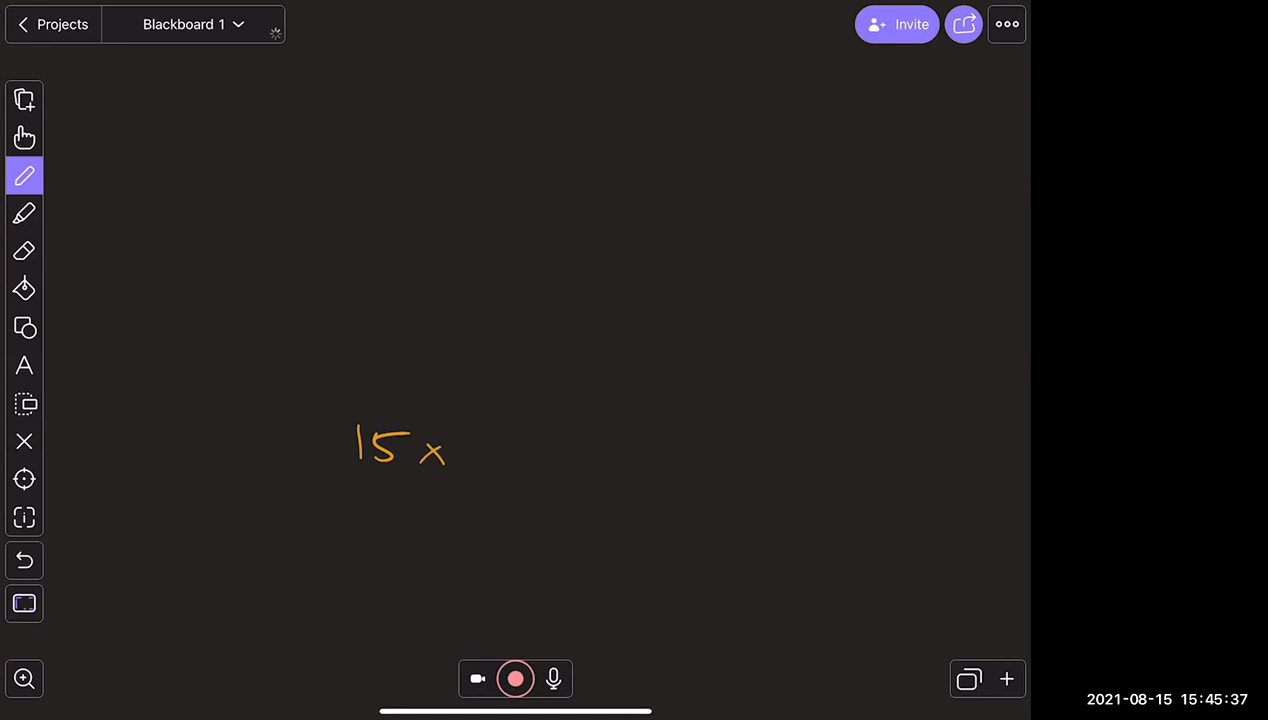 Projects
Blackboard 1
Invite
A
15 x
2021-08-15 15:45:37